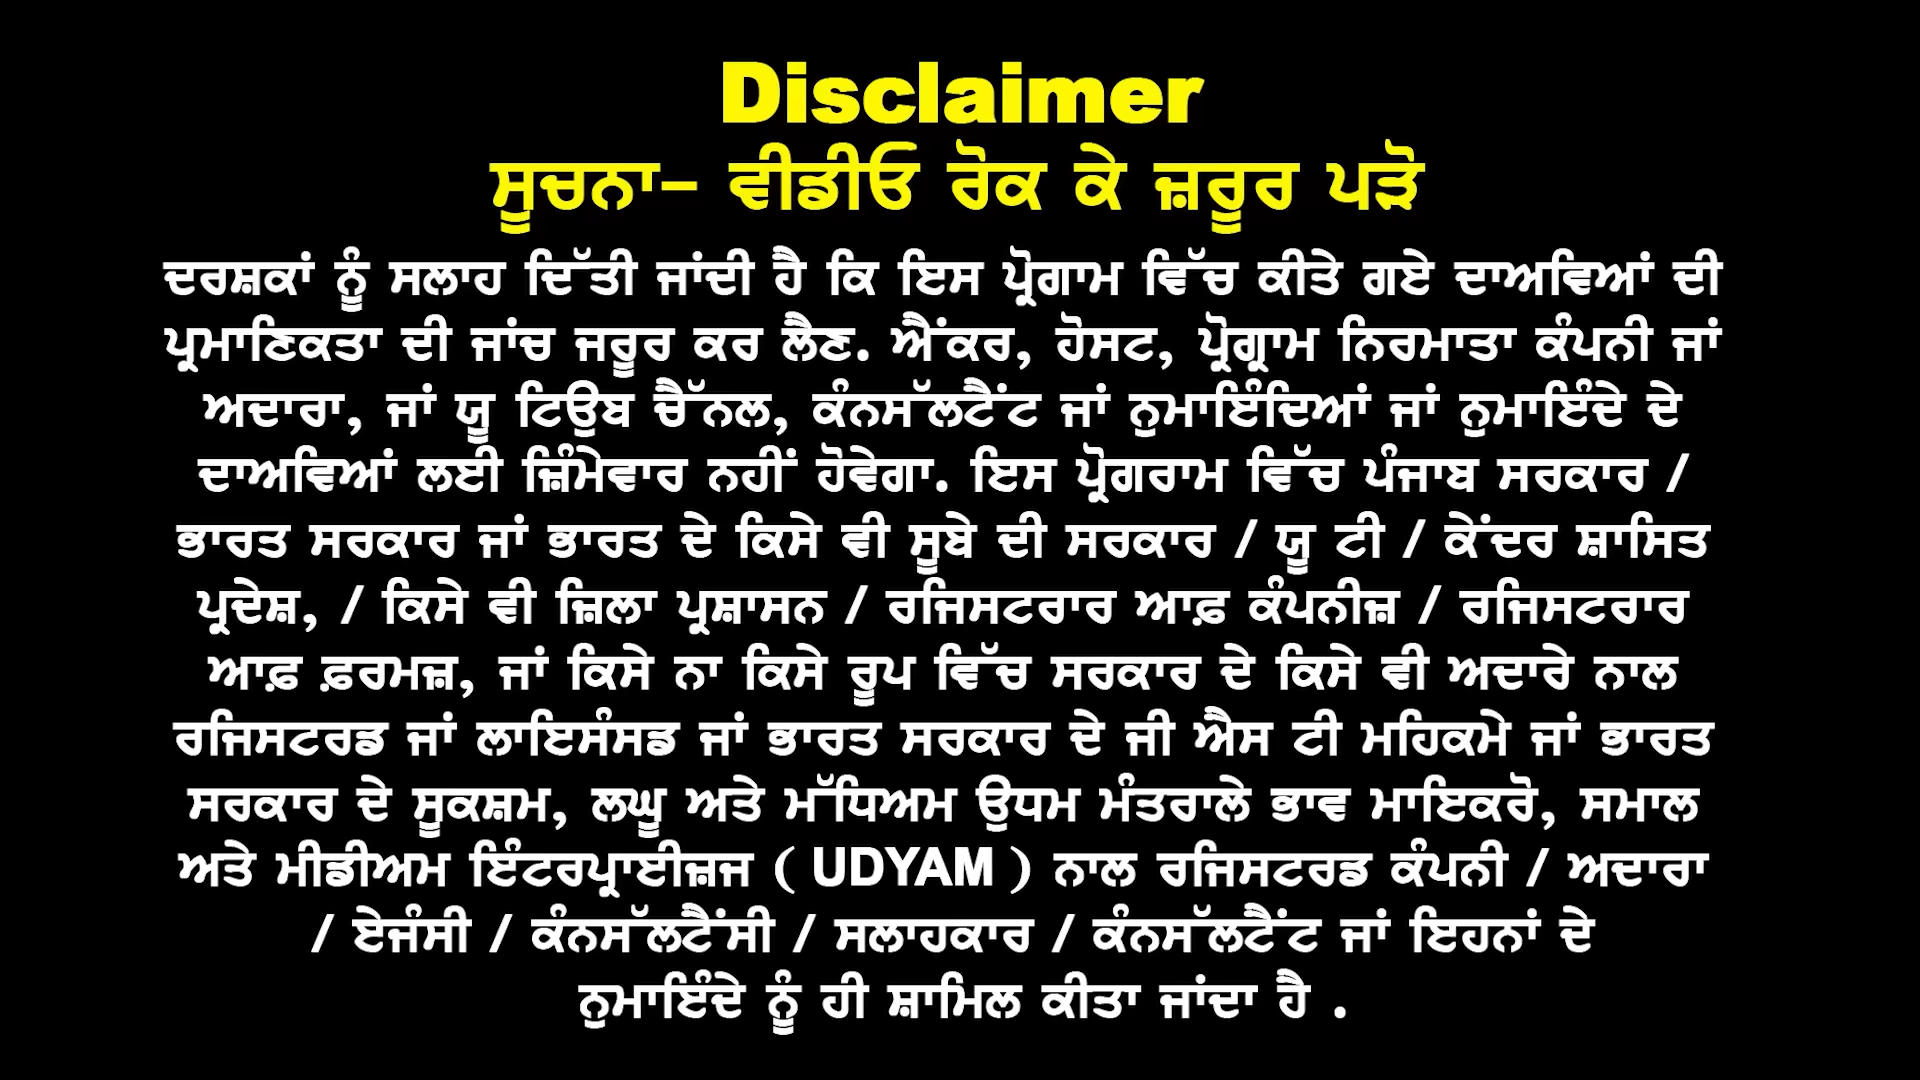 Disclaimer
ਸੂਚਨਾ- ਵੀਡੀਓ ਰੋਕ ਕੇ ਜ਼ਰੂਰ ਪੜੋ
ਦਰਸ਼ਕਾਂ ਨੂੰ ਸਲਾਹ ਦਿੱਤੀ ਜਾਂਦੀ ਹੈ ਕਿ ਇਸ ਪ੍ਰੋਗਾਮ ਵਿੱਚ ਕੀਤੇ ਗਏ ਦਾਅਵਿਆਂ ਦੀ
ਪ੍ਰਮਾਣਿਕਤਾ ਦੀ ਜਾਂਚ ਜਰੂਰ ਕਰ ਲੈਣ. ਐਂਕਰ, ਹੋਸਟ, ਪ੍ਰੋਗ੍ਰਾਮ ਨਿਰਮਾਤਾ ਕੰਪਨੀ ਜਾਂ
ਅਦਾਰਾ, ਜਾਂ ਯੂ ਟਿਉਬ ਚੈੱਨਲ, ਕੰਨਸੱਲਟੈਂਟ ਜਾਂ ਨੁਮਾਇੰਦਿਆਂ ਜਾਂ ਨੁਮਾਇੰਦੇ ਦੇ
ਦਾਅਵਿਆਂ ਲਈ ਜ਼ਿੰਮੇਵਾਰ ਨਹੀਂ ਹੋਵੇਗਾ. ਇਸ ਪ੍ਰੋਗਰਾਮ ਵਿੱਚ ਪੰਜਾਬ ਸਰਕਾਰ /
ਭਾਰਤ ਸਰਕਾਰ ਜਾਂ ਭਾਰਤ ਦੇ ਕਿਸੇ ਵੀ ਸੂਬੇ ਦੀ ਸਰਕਾਰ / ਯੂ ਟੀ / ਕੇਂਦਰ ਸ਼ਾਸਿਤ
ਪ੍ਰਦੇਸ਼, / ਕਿਸੇ ਵੀ ਜ਼ਿਲਾ ਪ੍ਰਸ਼ਾਸਨ / ਰਜਿਸਟਰਾਰ ਆਫ਼ ਕੰਪਨੀਜ਼ / ਰਜਿਸਟਰਾਰ
ਆਫ਼ ਫ਼ਰਮਜ਼, ਜਾਂ ਕਿਸੇ ਨਾ ਕਿਸੇ ਰੂਪ ਵਿੱਚ ਸਰਕਾਰ ਦੇ ਕਿਸੇ ਵੀ ਅਦਾਰੇ ਨਾਲ
ਰਜਿਸਟਰਡ ਜਾਂ ਲਾਇਸੰਸਡ ਜਾਂ ਭਾਰਤ ਸਰਕਾਰ ਦੇ ਜੀ ਐਸ ਟੀ ਮਹਿਕਮੇ ਜਾਂ ਭਾਰਤ
ਸਰਕਾਰ ਦੇ ਸੂਕਸ਼ਮ, ਲਘੂ ਅਤੇ ਮੱਧਿਅਮ ਉਧਮ ਮੰਤਰਾਲੇ ਭਾਵ ਮਾਇਕਰੋ, ਸਮਾਲ
ਅਤੇ ਮੀਡੀਅਮ ਇੰਟਰਪ੍ਰਾਈਜ਼ਜ ( UDYAM ) ਨਾਲ ਰਜਿਸਟਰਡ ਕੰਪਨੀ / ਅਦਾਰਾ
/ ਏਜੰਸੀ / ਕੰਨਸੱਲਟੈਂਸੀ / ਸਲਾਹਕਾਰ / ਕੰਨਸੱਲਟੈਂਟ ਜਾਂ ਇਹਨਾਂ ਦੇ
ਨੁਮਾਇੰਦੇ ਨੂੰ ਹੀ ਸ਼ਾਮਿਲ ਕੀਤਾ ਜਾਂਦਾ ਹੈ .